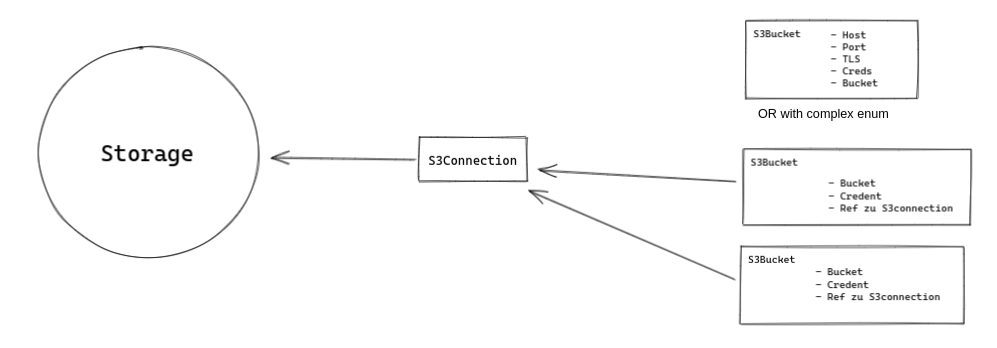 Storage
S3Connection
S3Bucket
- Host
- Port
- TLS
- Creds
- Bucket
OR with complex enum
S3Bucket
- Bucket
- Credent
- Ref zu S3connection
S3Bucket
- Bucket
- Credent
- Ref zu S3connection